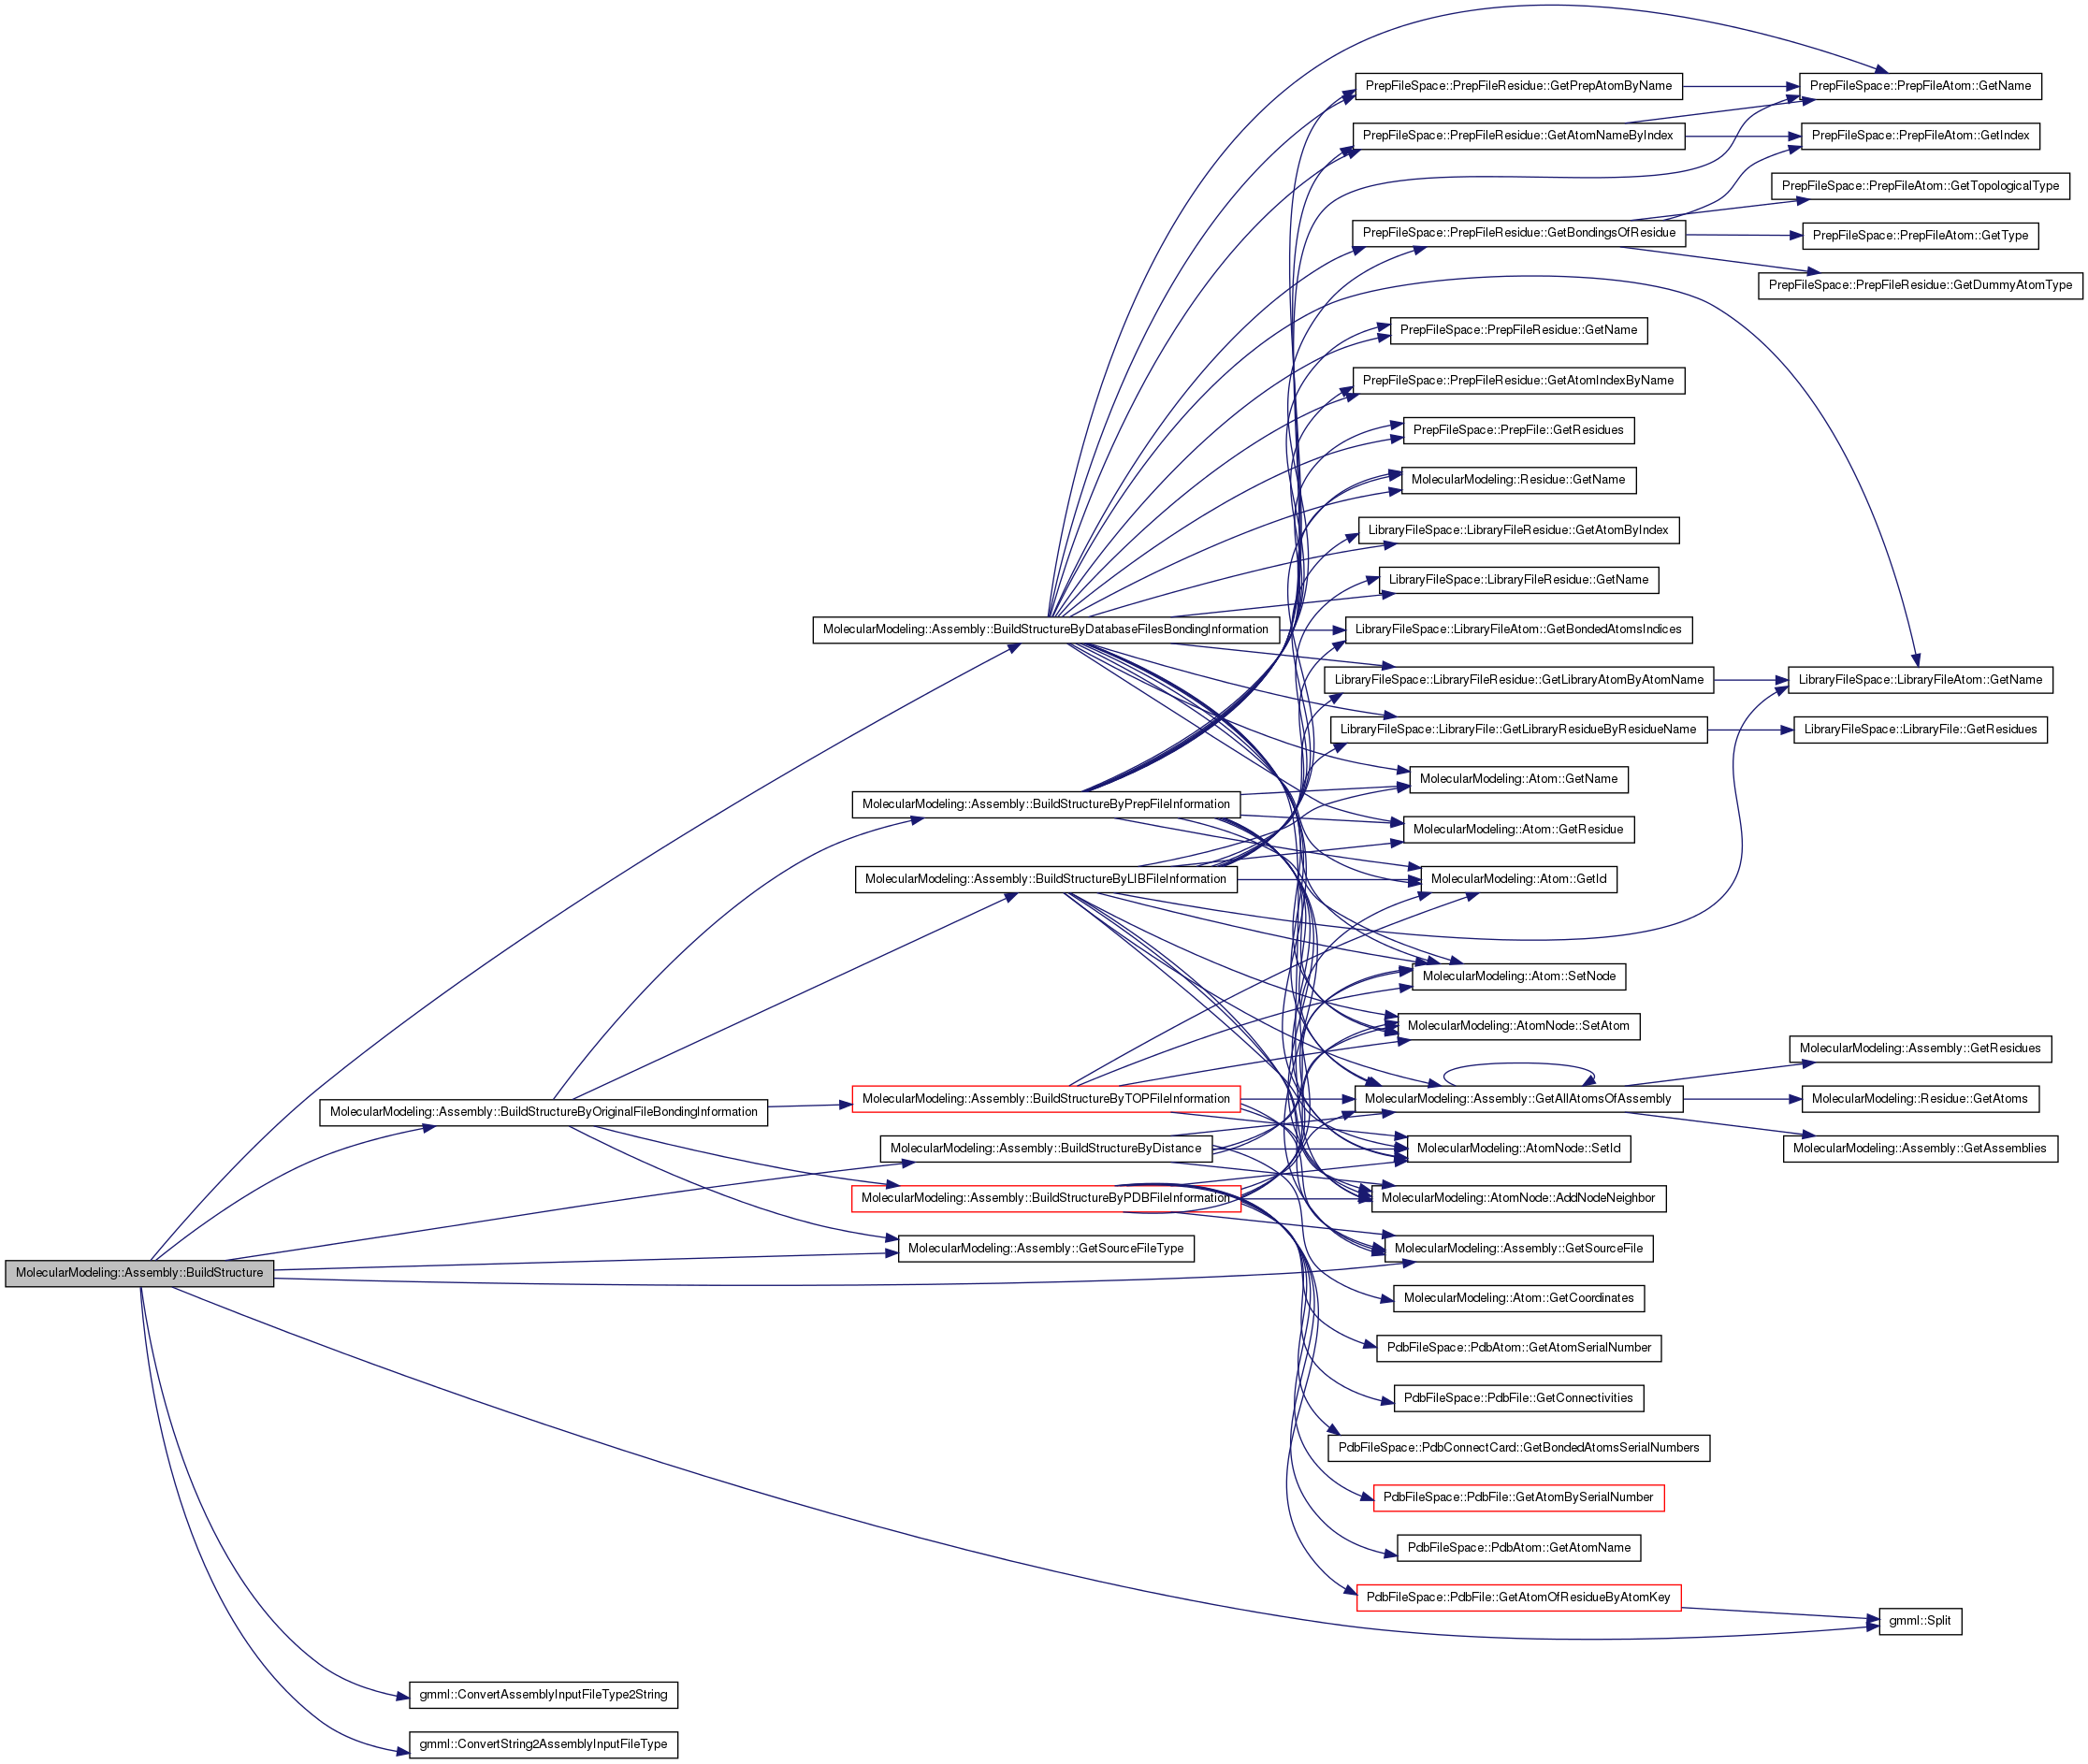 PrepFileSpace::PrepFileResidue::GetPrepAtomByName
PrepFileSpace::PrepFileAtom::GetName
PrepFileSpace::PrepFileResidue::GetAtomNameByIndex
PrepFileSpace::PrepFileAtom::GetIndex
PrepFileSpace::PrepFileAtom::GetTopologicalType
PrepFileSpace::PrepFileResidue::GetBondingsOfResidue
PrepFileSpace::PrepFileAtom::GetType
PrepFileSpace::PrepFileResidue::GetDummyAtomType
PrepFileSpace::PrepFileResidue::GetName
PrepFileSpace::PrepFileResidue::GetAtomIndexByName
PrepFileSpace::PrepFile::GetResidues
MolecularModeling::Residue::GetName
LibraryFileSpace::LibraryFileResidue::GetAtomByIndex
LibraryFileSpace::LibraryFileResidue::GetName
MolecularModeling::Assembly::BuildStructureByDatabaseFilesBondingInformation
LibraryFileSpace::LibraryFileAtom::GetBondedAtomsIndices
LibraryFileSpace::LibraryFileResidue::GetLibraryAtomByAtomName
LibraryFileSpace::LibraryFileAtom::GetName
LibraryFileSpace::LibraryFile::GetLibraryResidueByResidueName
LibraryFileSpace::LibraryFile::GetResidues
MolecularModeling::Atom::GetName
MolecularModeling::Assembly::BuildStructureByPrepFileInformation
MolecularModeling::Atom::GetResidue
MolecularModeling::Assembly::BuildStructureByLIBFileInformation
MolecularModeling::Atom::GetId
MolecularModeling::Atom::SetNode
MolecularModeling::AtomNode::SetAtom
MolecularModeling::Assembly::GetResidues
MolecularModeling::Assembly::BuildStructureByTOPFileInformation
MolecularModeling::Assembly::GetAllAtomsOfAssembly
MolecularModeling::Residue::GetAtoms
MolecularModeling::Assembly::BuildStructureByOriginalFileBondingInformation
MolecularModeling::Assembly::BuildStructureByDistance
MolecularModeling::AtomNode::SetId
MolecularModeling::Assembly::GetAssemblies
MolecularModeling::Assembly::BuildStructureByPDBFileInformation
MolecularModeling::AtomNode::AddNodeNeighbor
MolecularModeling::Assembly::GetSourceFileType
MolecularModeling::Assembly::GetSourceFile
MolecularModeling::Assembly::BuildStructure
MolecularModeling::Atom::GetCoordinates
PdbFileSpace::PdbAtom::GetAtomSerialNumber
PdbFileSpace::PdbFile::GetConnectivities
PdbFileSpace::PdbConnectCard::GetBondedAtomsSerialNumbers
PdbFileSpace::PdbFile::GetAtomBySerialNumber
PdbFileSpace::PdbAtom::GetAtomName
PdbFileSpace::PdbFile::GetAtomOfResidueByAtomKey
gmml::Split
gmml::ConvertAssemblyInputFileType2String
gmml::ConvertString2AssemblyInputFileType